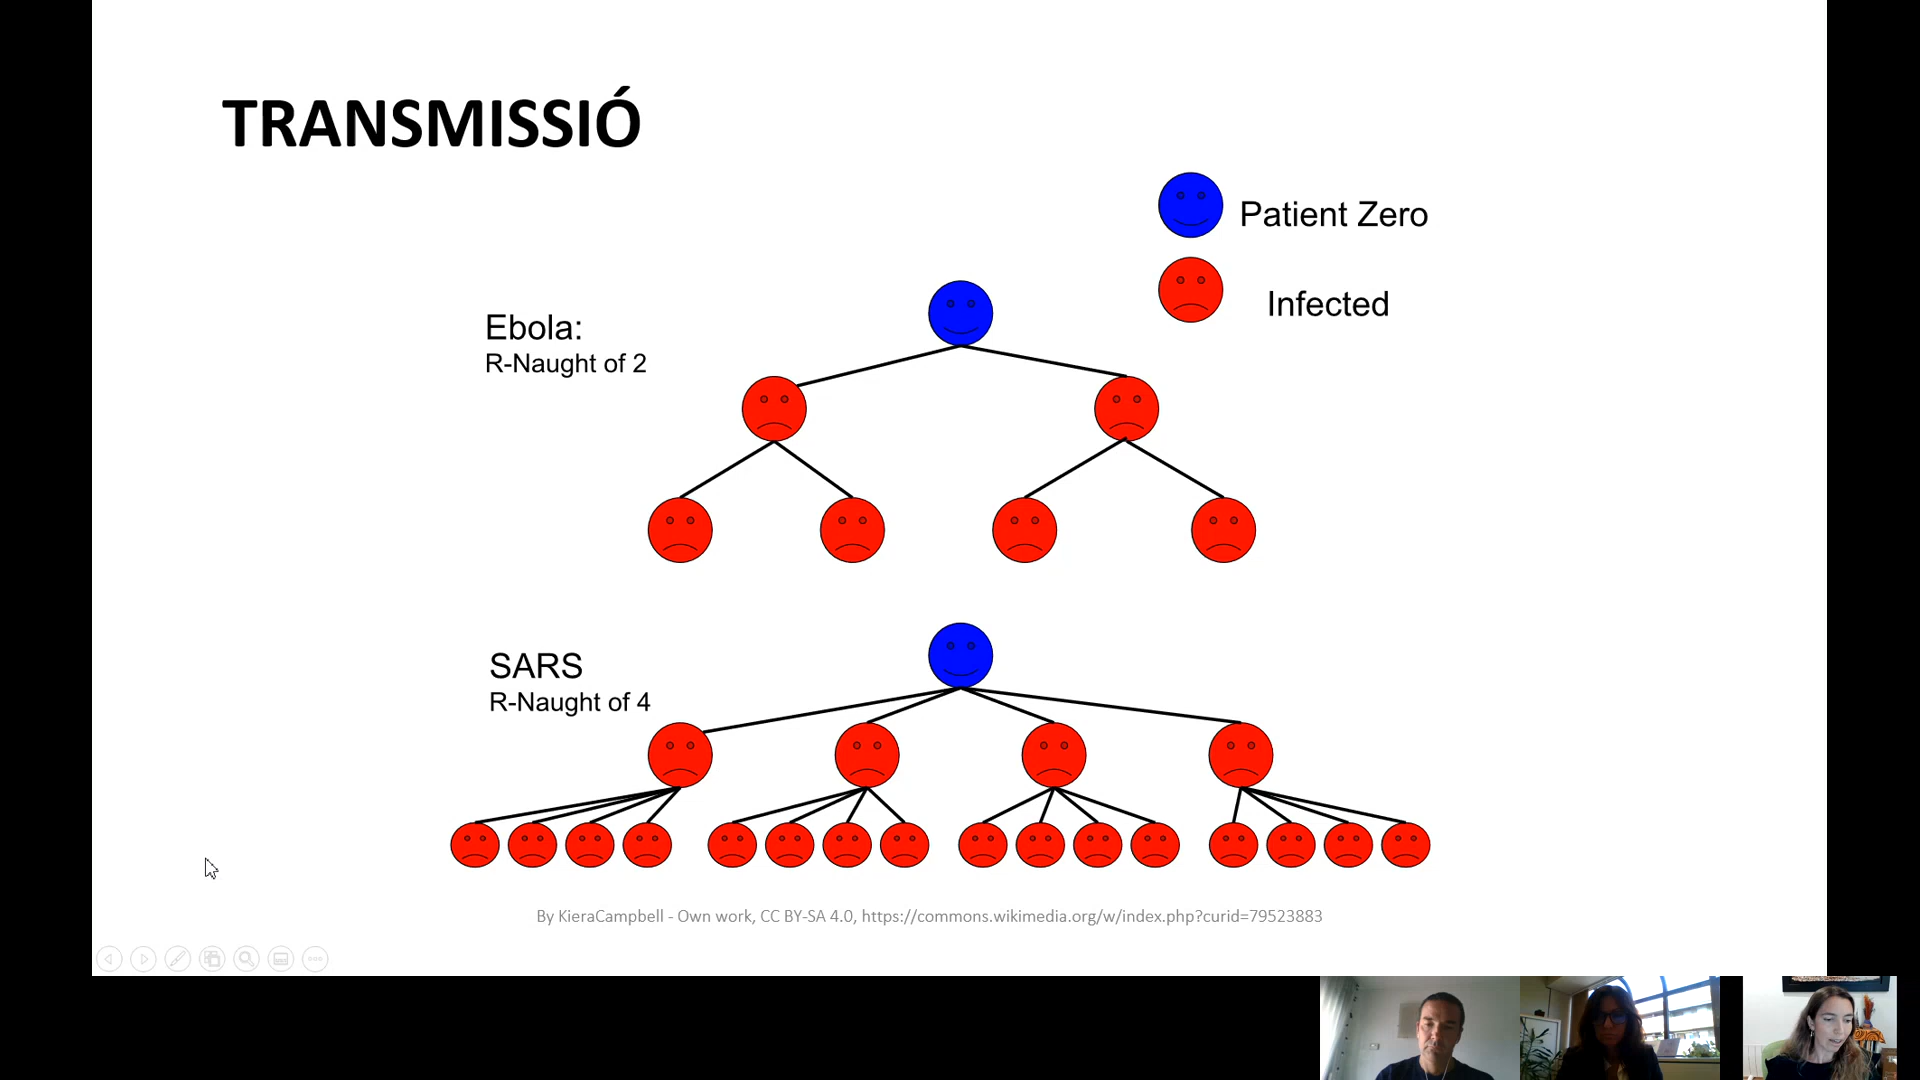 TRANSMISSIÓ
Patient Zero
Infected
Ebola:
R-Naught of 2
SARS
R-Naught of 4
By KieraCampbell - Own work, CC BY-SA 4.0, https://commons.wikimedia.org/w/index.php?curid=79523883